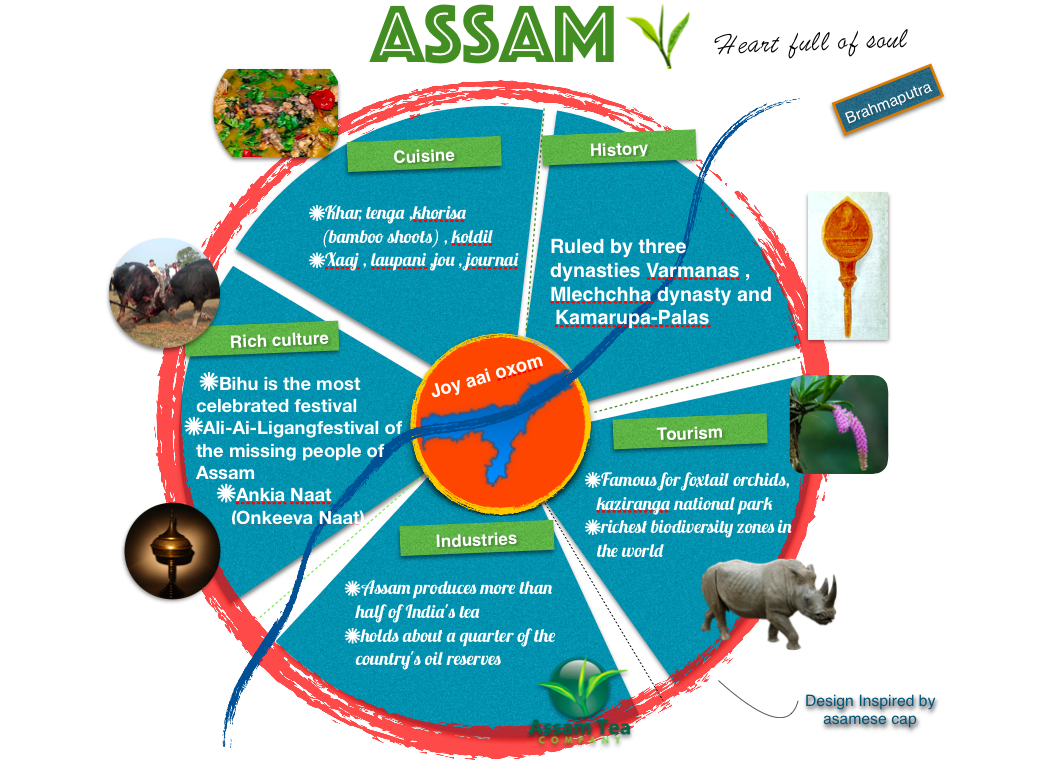 ASSAM
Heart full of soul
Brahmaputra
Cuisine
Khar, tenga ,khorisa
(bamboo shoots) , koldil
Xaaj , laupani jou ,journai
History
Ruled by three
dynasties Varmanas ,
Mlechchha dynasty and
Kamarupa-Palas
Rich culture
Bihu is the most
celebrated festival
Ali-Ai-Ligangfestival of
the missing people of
Assam
Ankia Naat
(Onkeeva Naat)
Joy aai oxom
Tourism
Famous for foxtail orchids,
kaziranga national park
richest biodiversity zones in
the world
Industries
Assam produces more than
half of India's tea
holds about a quarter of the
country's oil reserves
Assam Tea
COMPANY
Design Inspired by
asamese cap